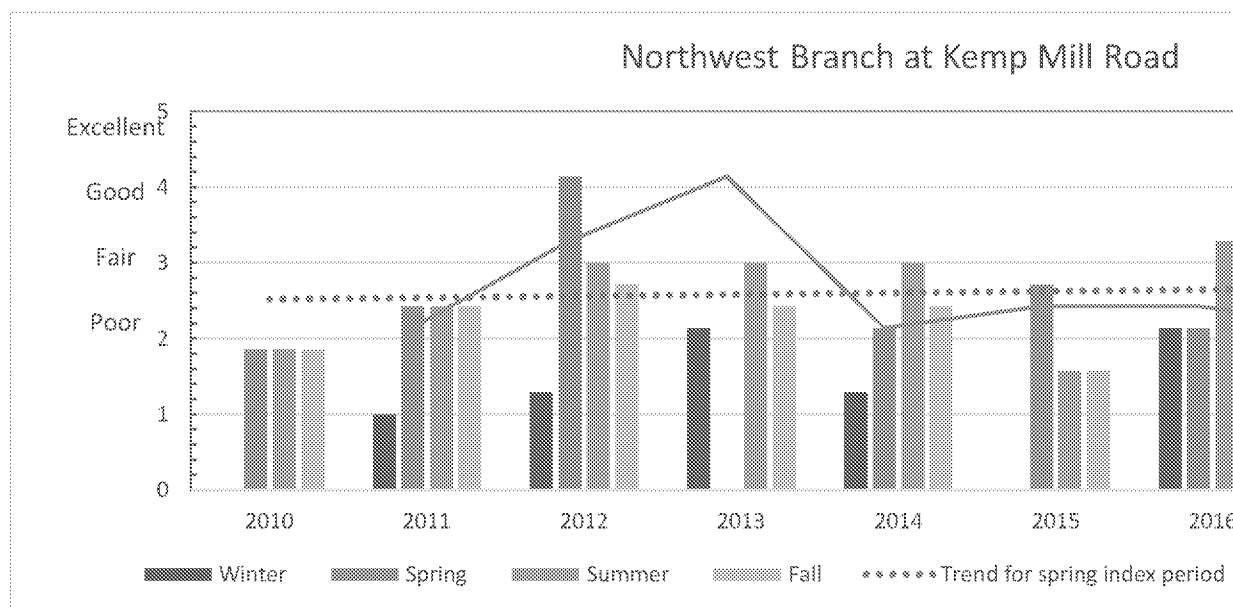 Northwest Branch at Kemp Mill Road
5
Excellent
Good 4
Fair
3
Poor
2
1
0
2010 2011 2012 2013 2014 2015 2016
Winter Spring Summer Fall Trend for spring index period